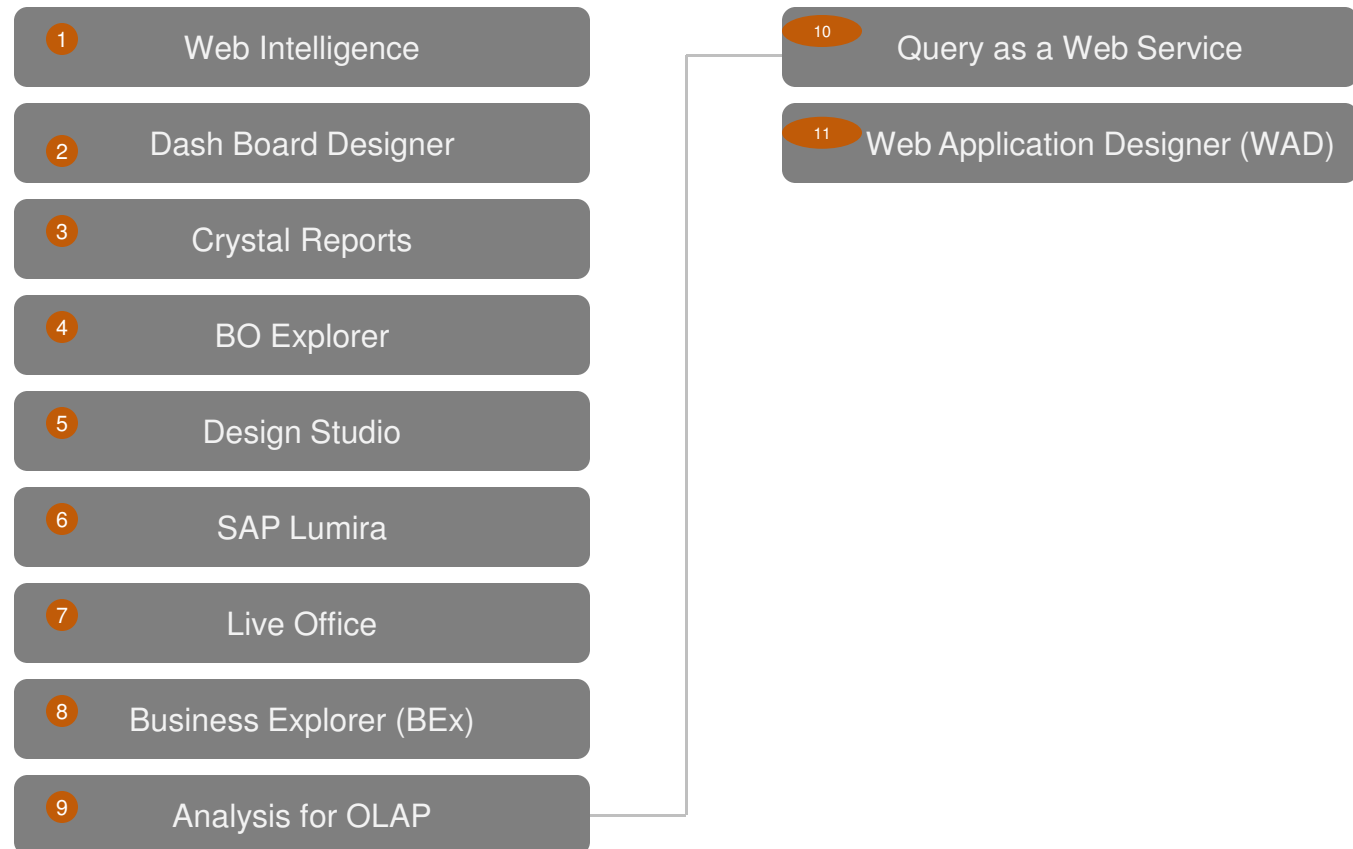 1 Web Intelligence
2 Dash Board Designer
3 Crystal Reports
4 BO Explorer
5 Design Studio
6 SAP Lumira
7 Live Office
8 Business Explorer (BEx)
9 Analysis for OLAP
10 Query as a Web Service
11 Web Application Designer (WAD)